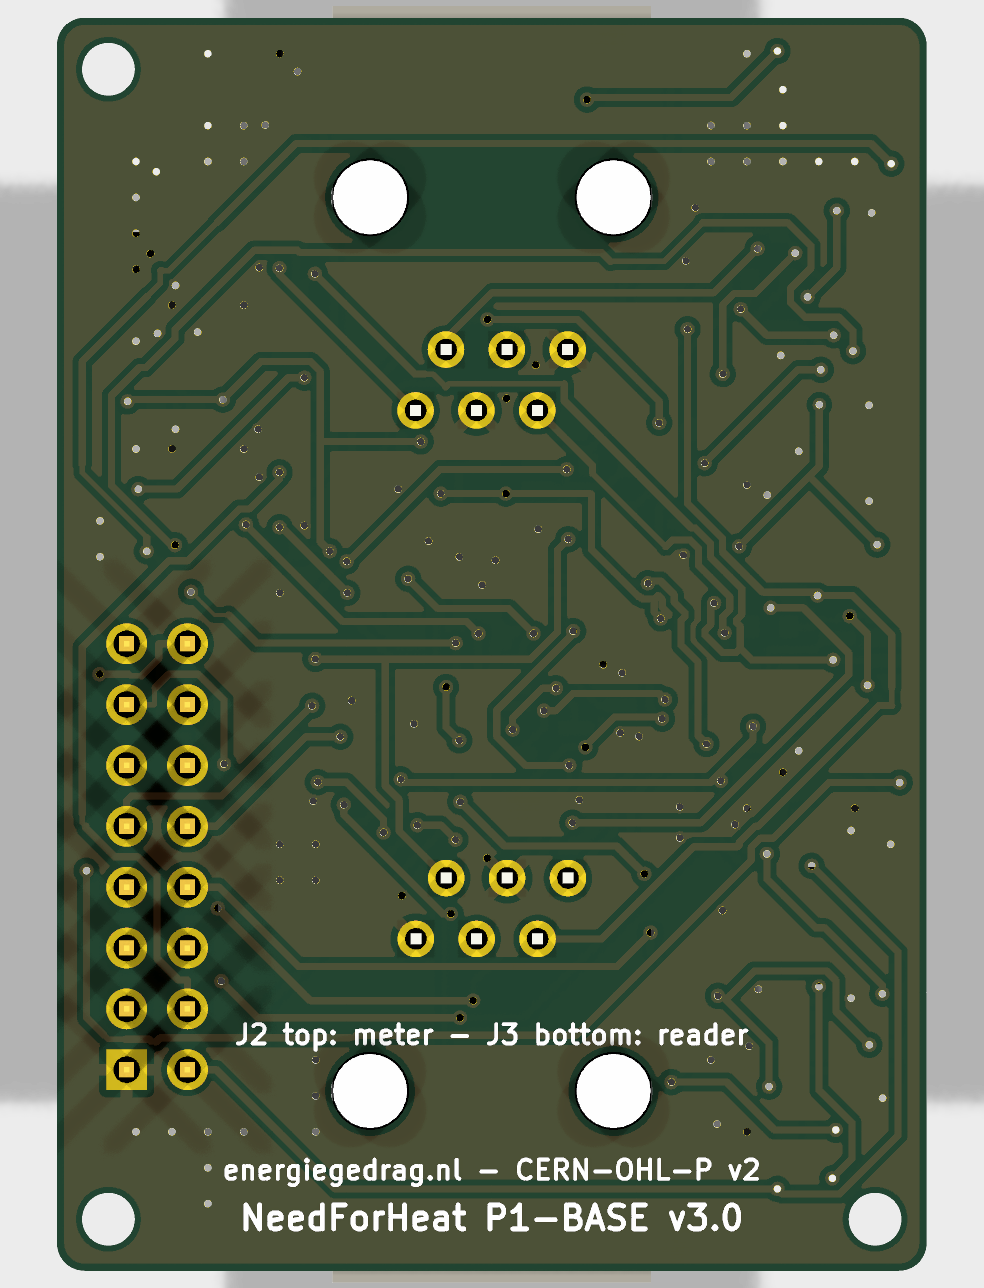 J2 top: meter – J3 bottom: reader
energiegedrag.nl – CERN–OHL–P v2
NeedForHeat P1–BASE v3.0